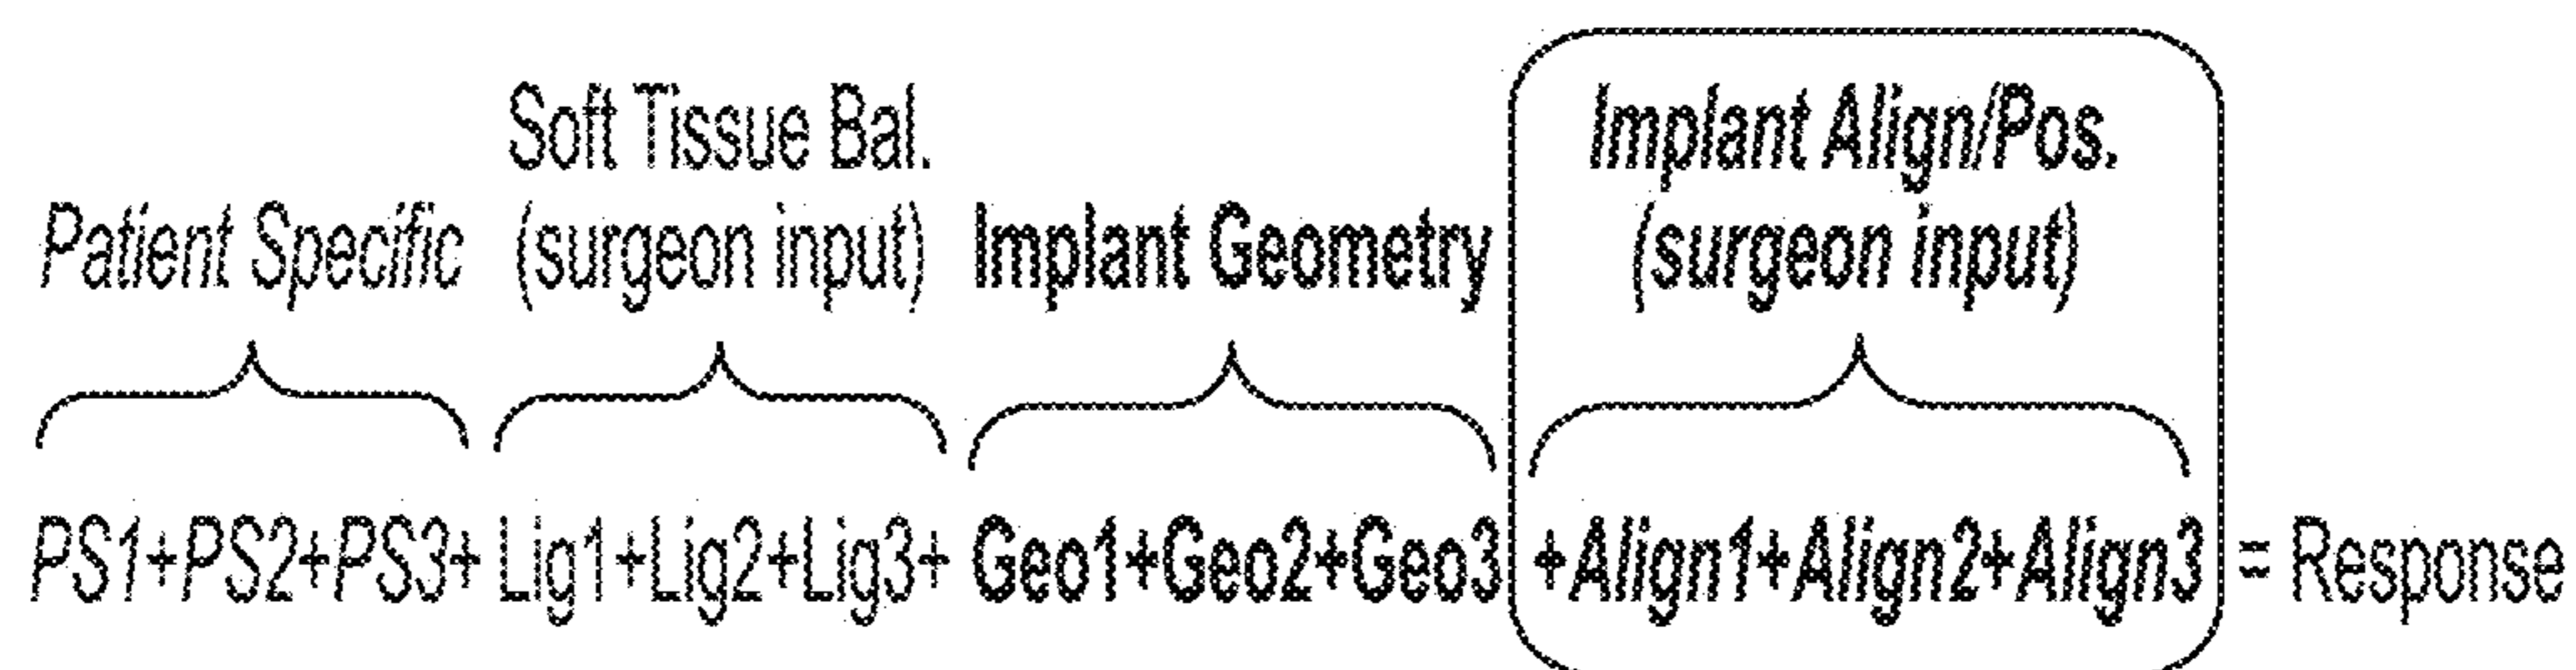 Soft Tissue Bal. Implant Align/Pos.
Patient Specific (surgeon input) Implant Geometry (surgeon input)
PS1+PS2+PS3+ Lig1+Lig2+Lig3+ Geo1+Geo2+Geo3 +Align1+Align2+Align3 = Response